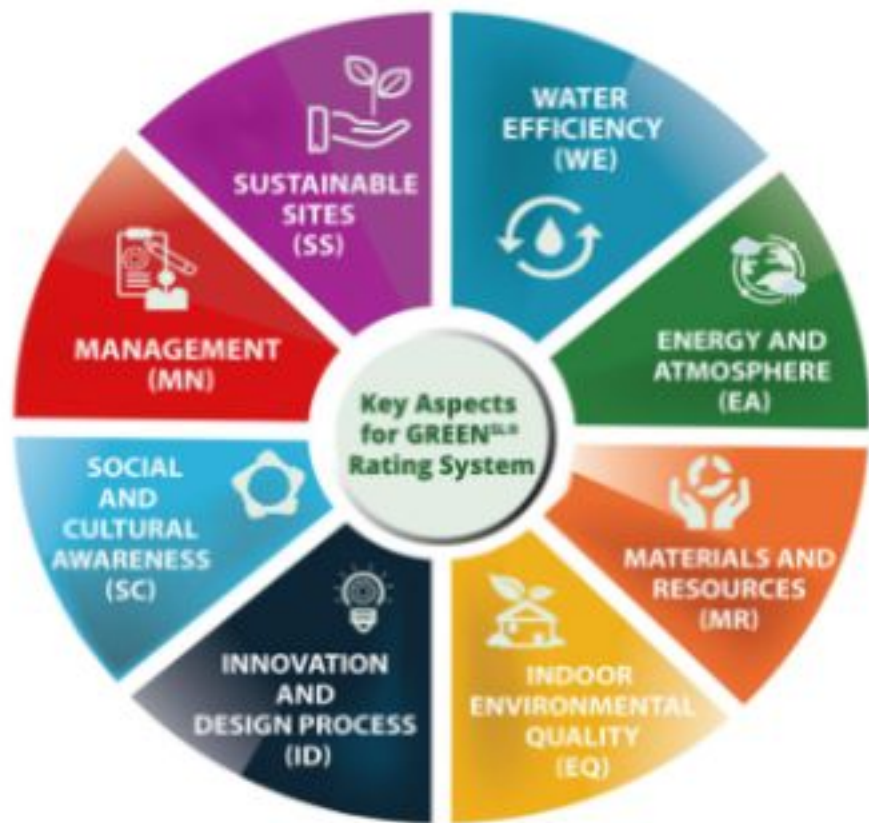 Key Aspects
for GREEN^SL®
Rating System
WATER
EFFICIENCY
(WE)
ENERGY AND
ATMOSPHERE
(EA)
MATERIALS AND
RESOURCES
(MR)
INDOOR
ENVIRONMENTAL
QUALITY
(EQ)
INNOVATION
AND
DESIGN PROCESS
(ID)
SOCIAL
AND
CULTURAL
AWARENESS
(SC)
MANAGEMENT
(MN)
SUSTAINABLE
SITES
(SS)